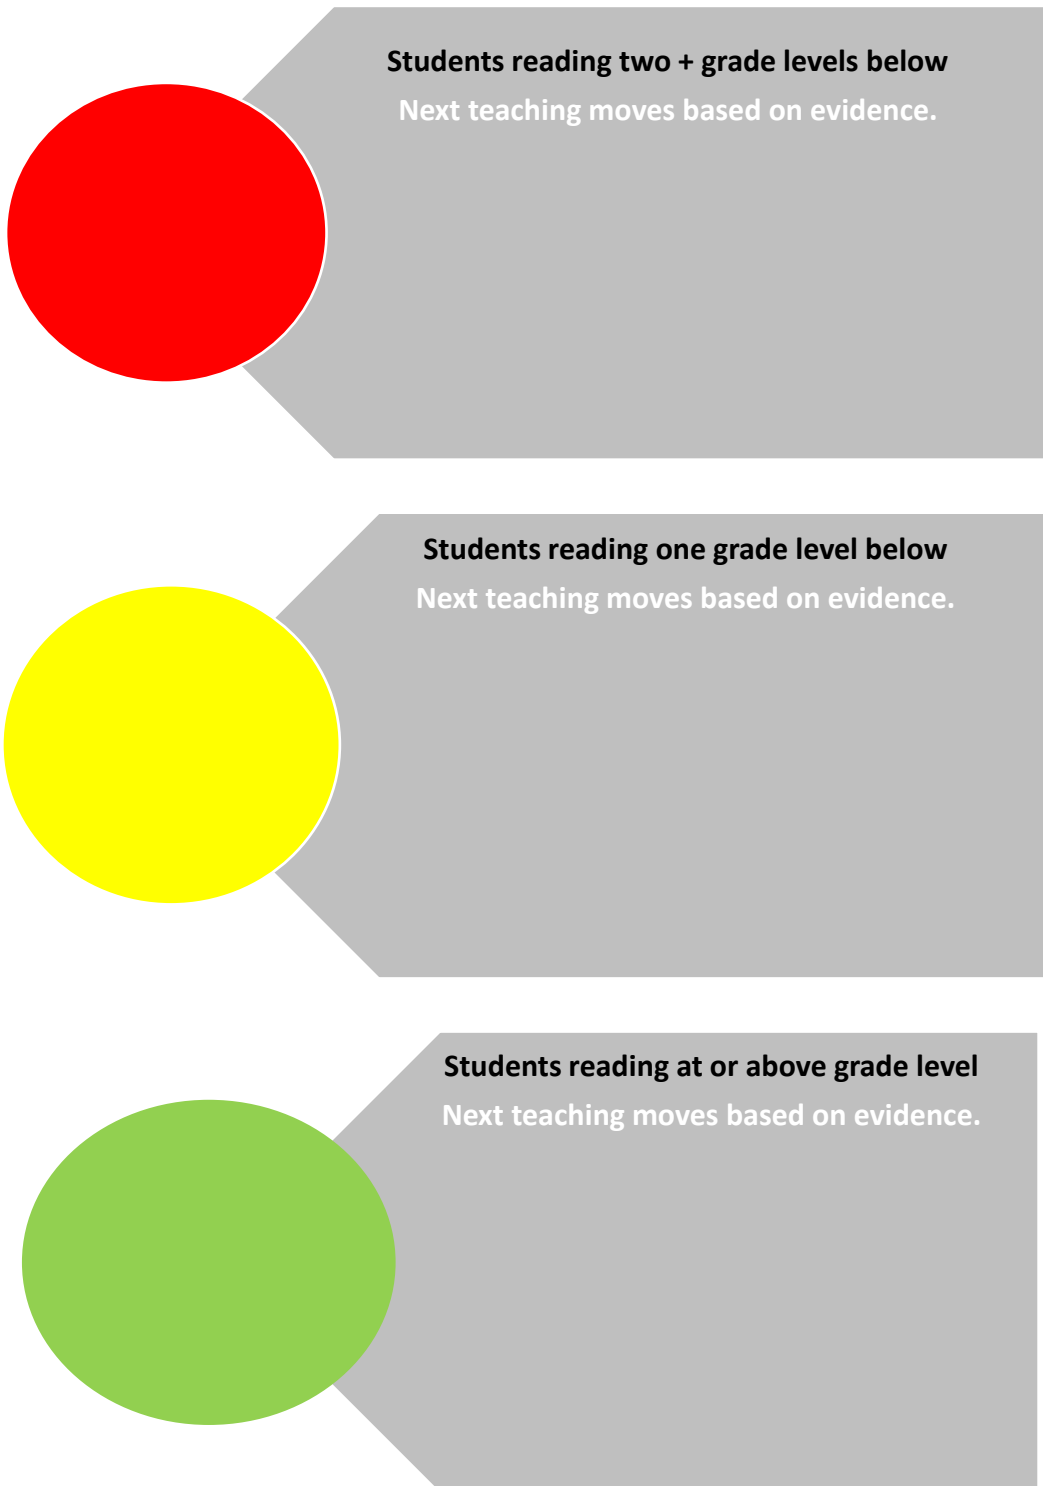 Students reading two + grade levels below
Next teaching moves based on evidence.
Students reading one grade level below
Next teaching moves based on evidence.
Students reading at or above grade level
Next teaching moves based on evidence.